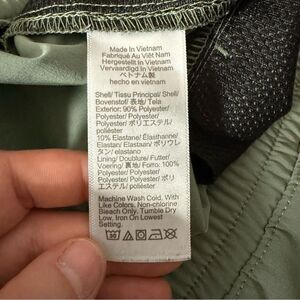 Made In Vietnam
Fabriqué Au Viêt Nam
Hergestellt In Vietnam
Vervaardigd In Vietnam
ベトナム製
hecho en vietnam
Shell/ Tissu Principal/ Shell/
Bovenstof/ 表地/ Tela
Exterior: 90% Polyester/
Polyester/ Polyester/
Polyester/ ポリエステル/
poliéster
10% Elastane/ Élasthanne/
Elastan/ Elastaan/ ポリウレ
タン/ elastano
Lining/ Doublure/ Futter/
Voering/ 裏地/ Forro: 100%
Polyester/ Polyester/
Polyester/ Polyester/ ポリ
エステル/ poliéster
Machine Wash Cold, With
Like Colors. Non-chlorine
Bleach Only. Tumble Dry
Low. Iron On Lowest
Setting.
30